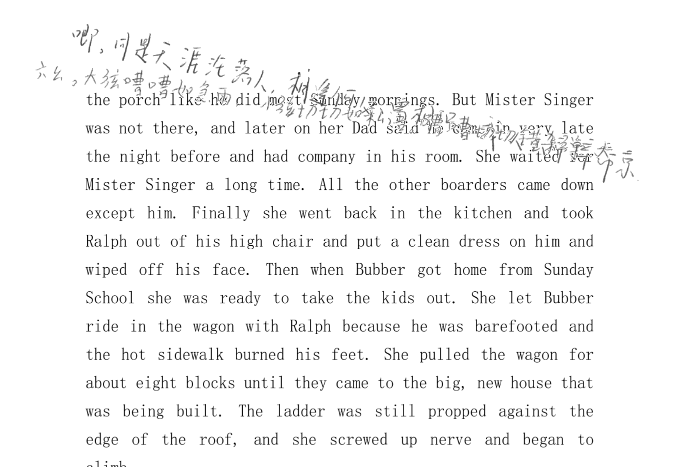 唧，同是天涯沦落人，
六幺，大弦嘈嘈如急雨
the porch like he did most Sunday mornings. But Mister Singer
was not there, and later on her Dad said he came in very late
the night before and had company in his room. She waited for
Mister Singer a long time. All the other boarders came down
except him. Finally she went back in the kitchen and took
Ralph out of his high chair and put a clean dress on him and
wiped off his face. Then when Bubber got home from Sunday
School she was ready to take the kids out. She let Bubber
ride in the wagon with Ralph because he was barefooted and
the hot sidewalk burned his feet. She pulled the wagon for
about eight blocks until they came to the big, new house that
was being built. The ladder was still propped against the
edge of the roof, and she screwed up nerve and began to
climb.